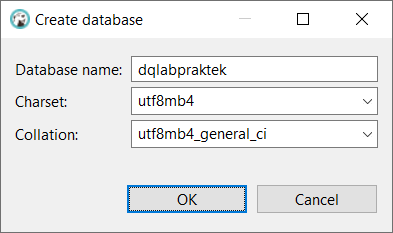 Create database
Database name: dqlabpraktek
Charset: utf8mb4
Collation: utf8mb4_general_ci
OK Cancel